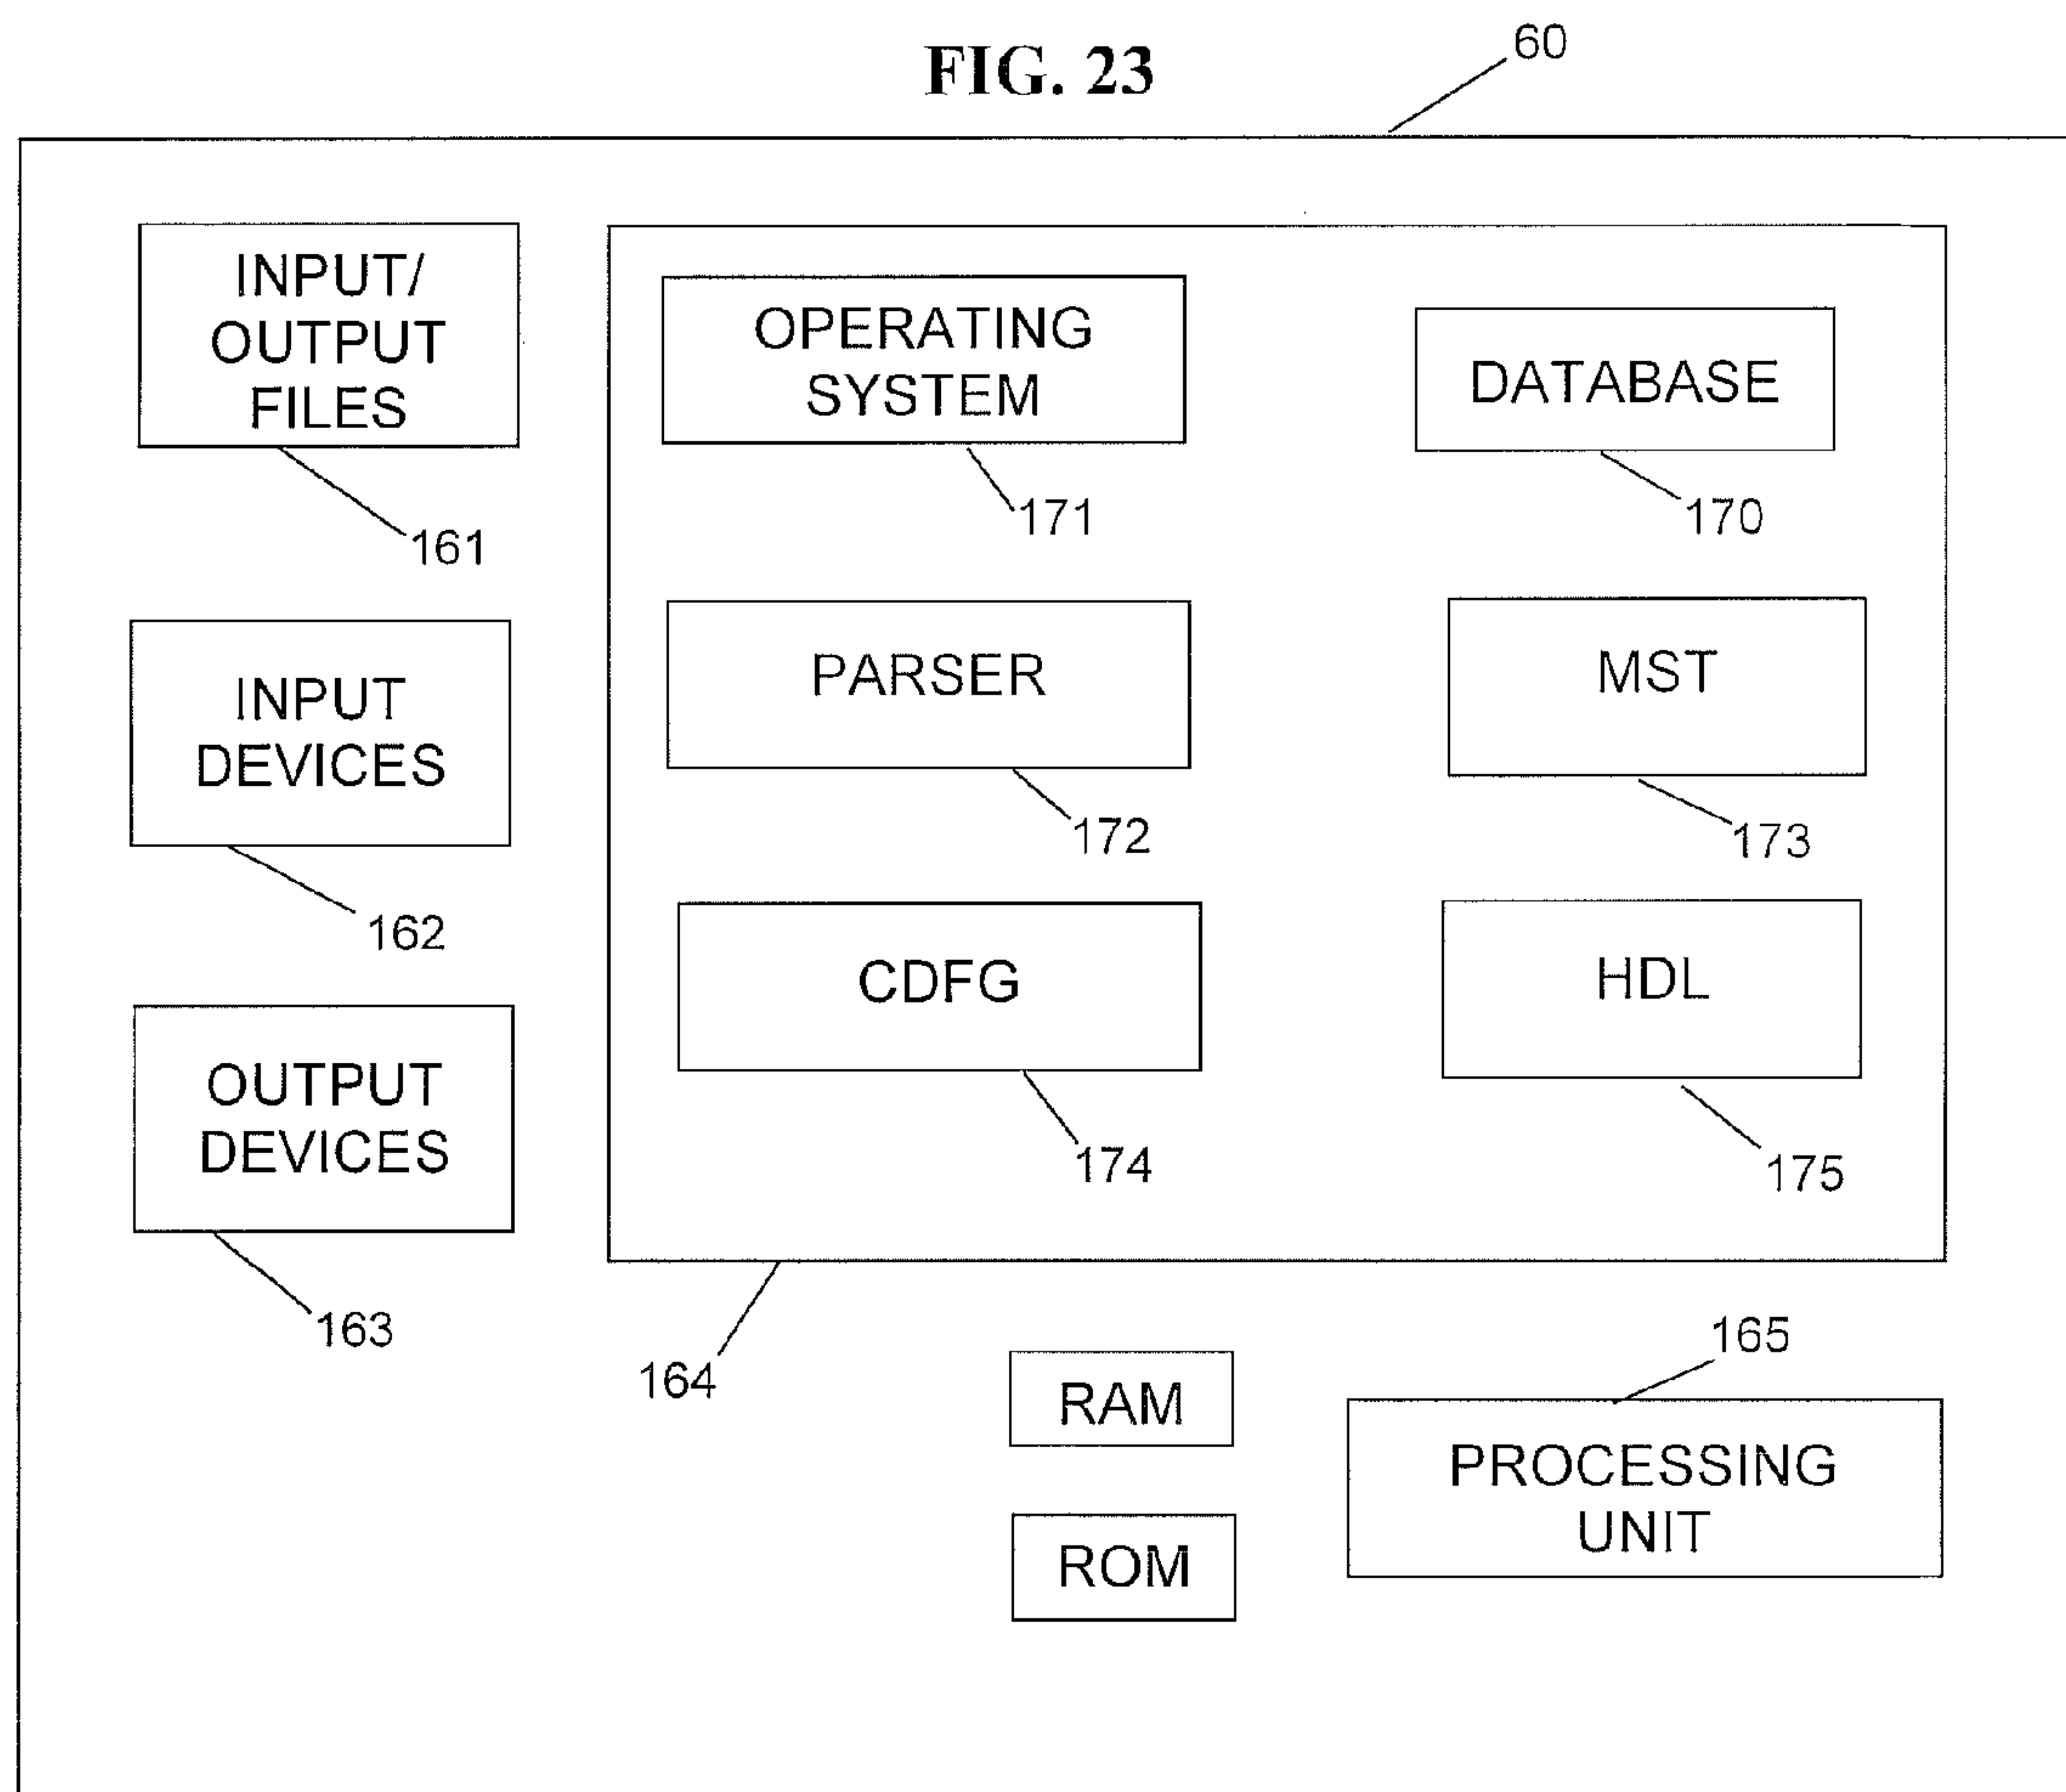 FIG. 23
60
INPUT/
OUTPUT
FILES
161
OPERATING
SYSTEM
171
DATABASE
170
INPUT
DEVICES
162
PARSER
172
MST
173
OUTPUT
DEVICES
163
CDFG
174
HDL
175
164
RAM
ROM
165
PROCESSING
UNIT